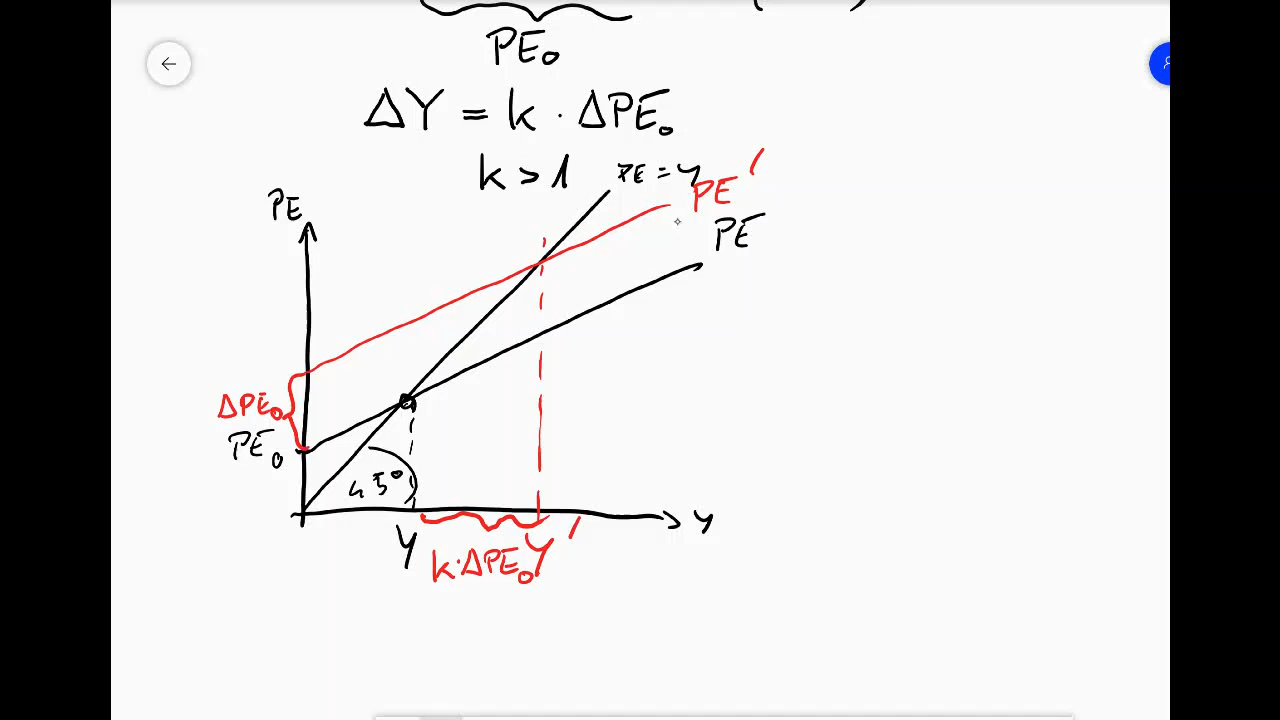 PE₀
ΔY = k · ΔPE₀
k > 1
PE = Y
PE'
PE
PE
ΔPE₀
PE₀
45°
Y
Y'
Y
k·ΔPE₀